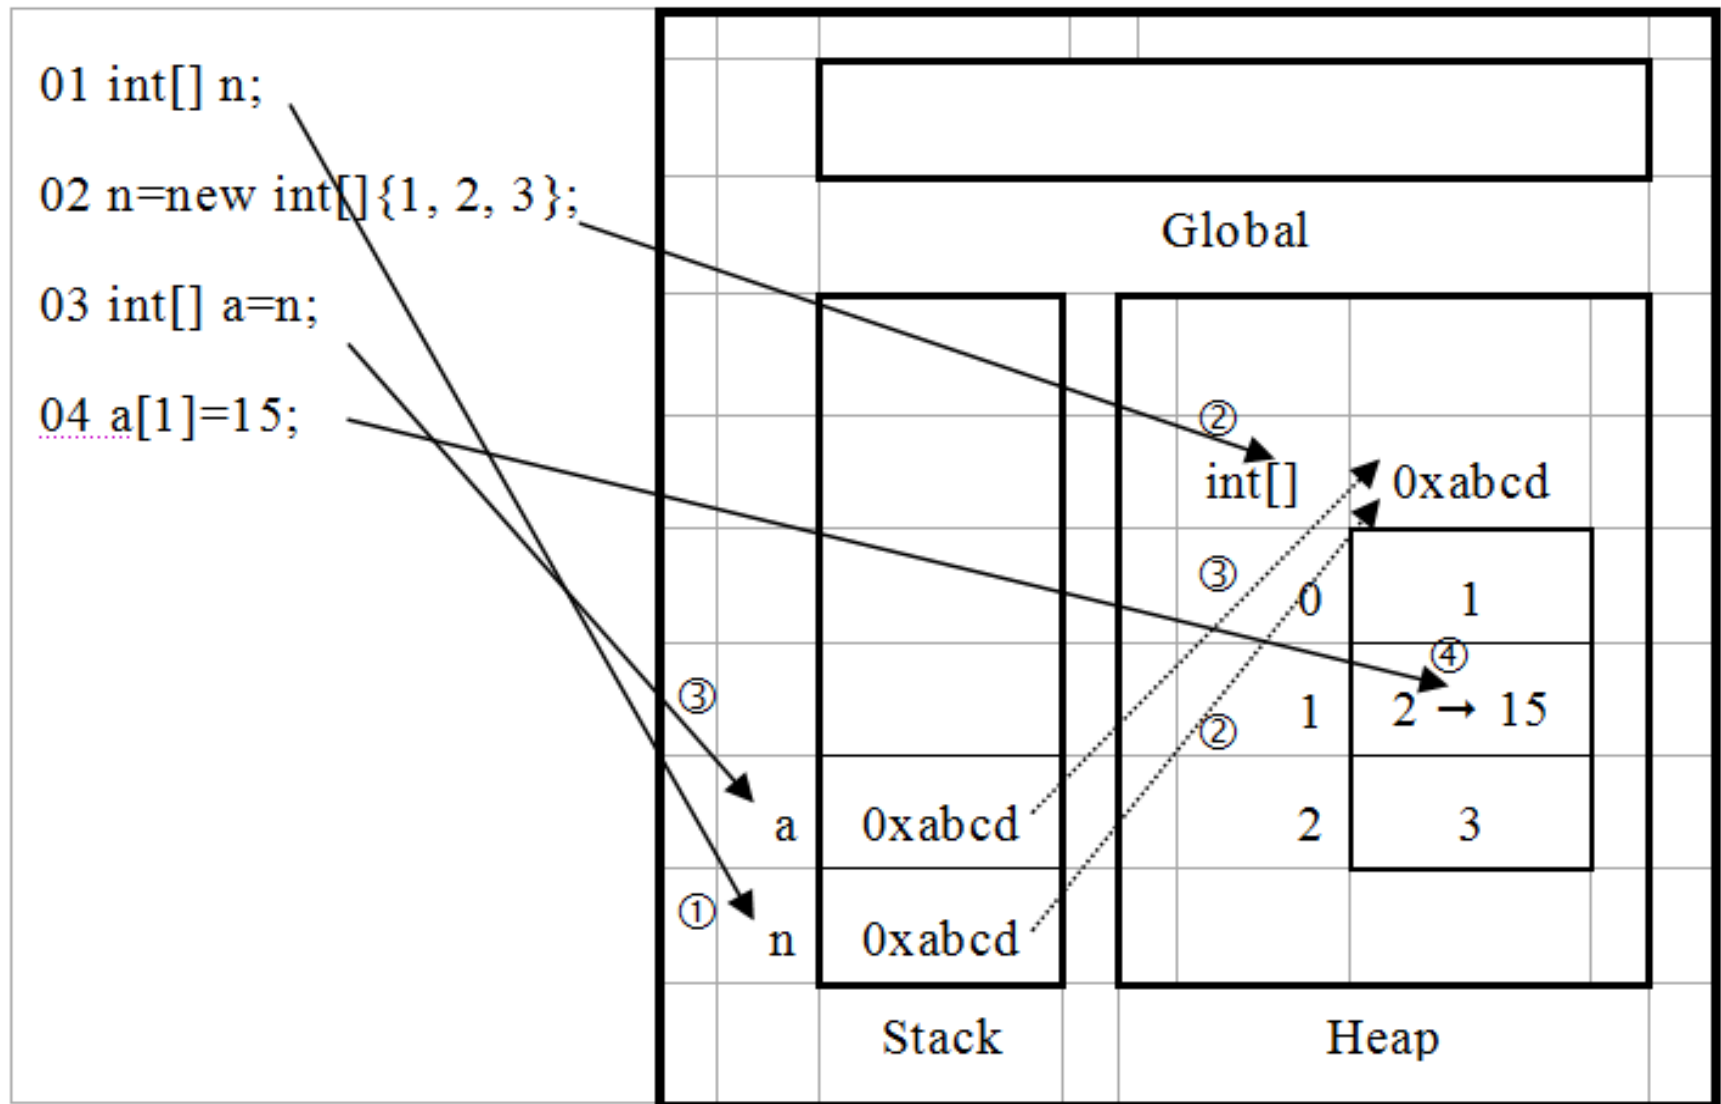 01 int[] n;
02 n=new int[]{1, 2, 3};
03 int[] a=n;
04 a[1]=15;
Global
②
int[] 0xabcd
③
0 1
④
③
1 2 → 15
②
a 0xabcd
2 3
①
n 0xabcd
Stack
Heap